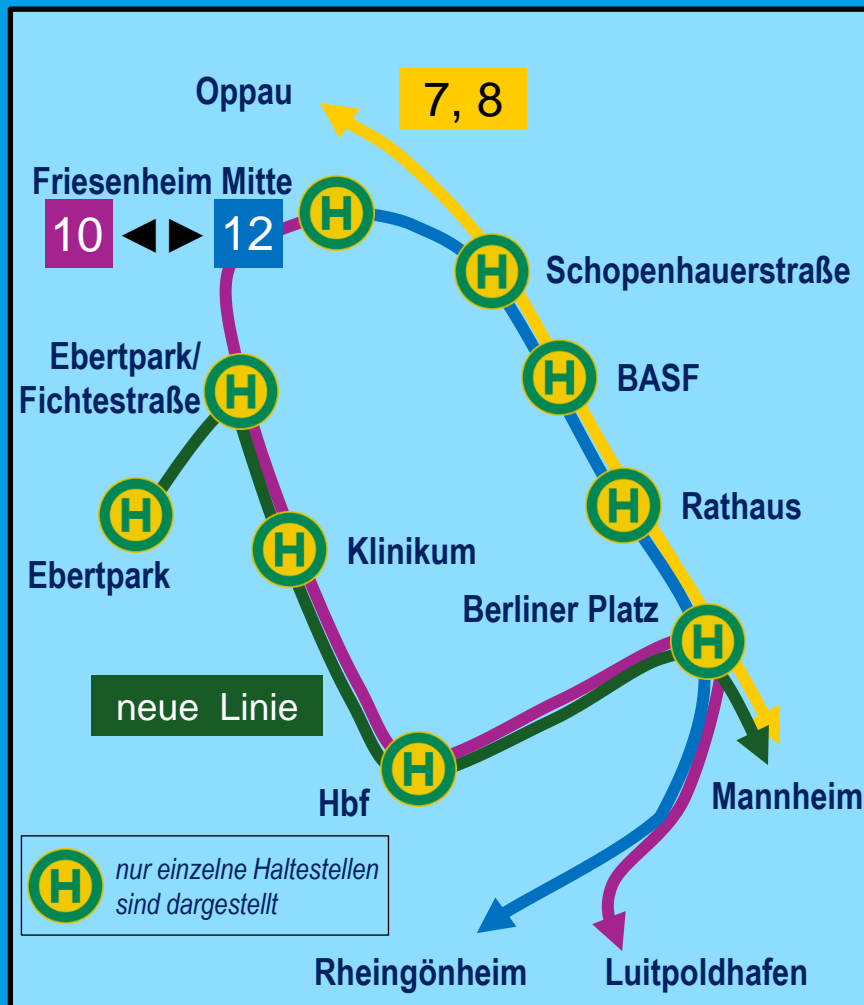 Oppau
7, 8
Friesenheim Mitte
10
12
H
H
Schopenhauerstraße
Ebertpark/
Fichtestraße
H
H
BASF
H
Ebertpark
H
Klinikum
H
Rathaus
Berliner Platz
H
neue Linie
H
Hbf
Mannheim
H
nur einzelne Haltestellen
sind dargestellt
Rheingönheim
Luitpoldhafen